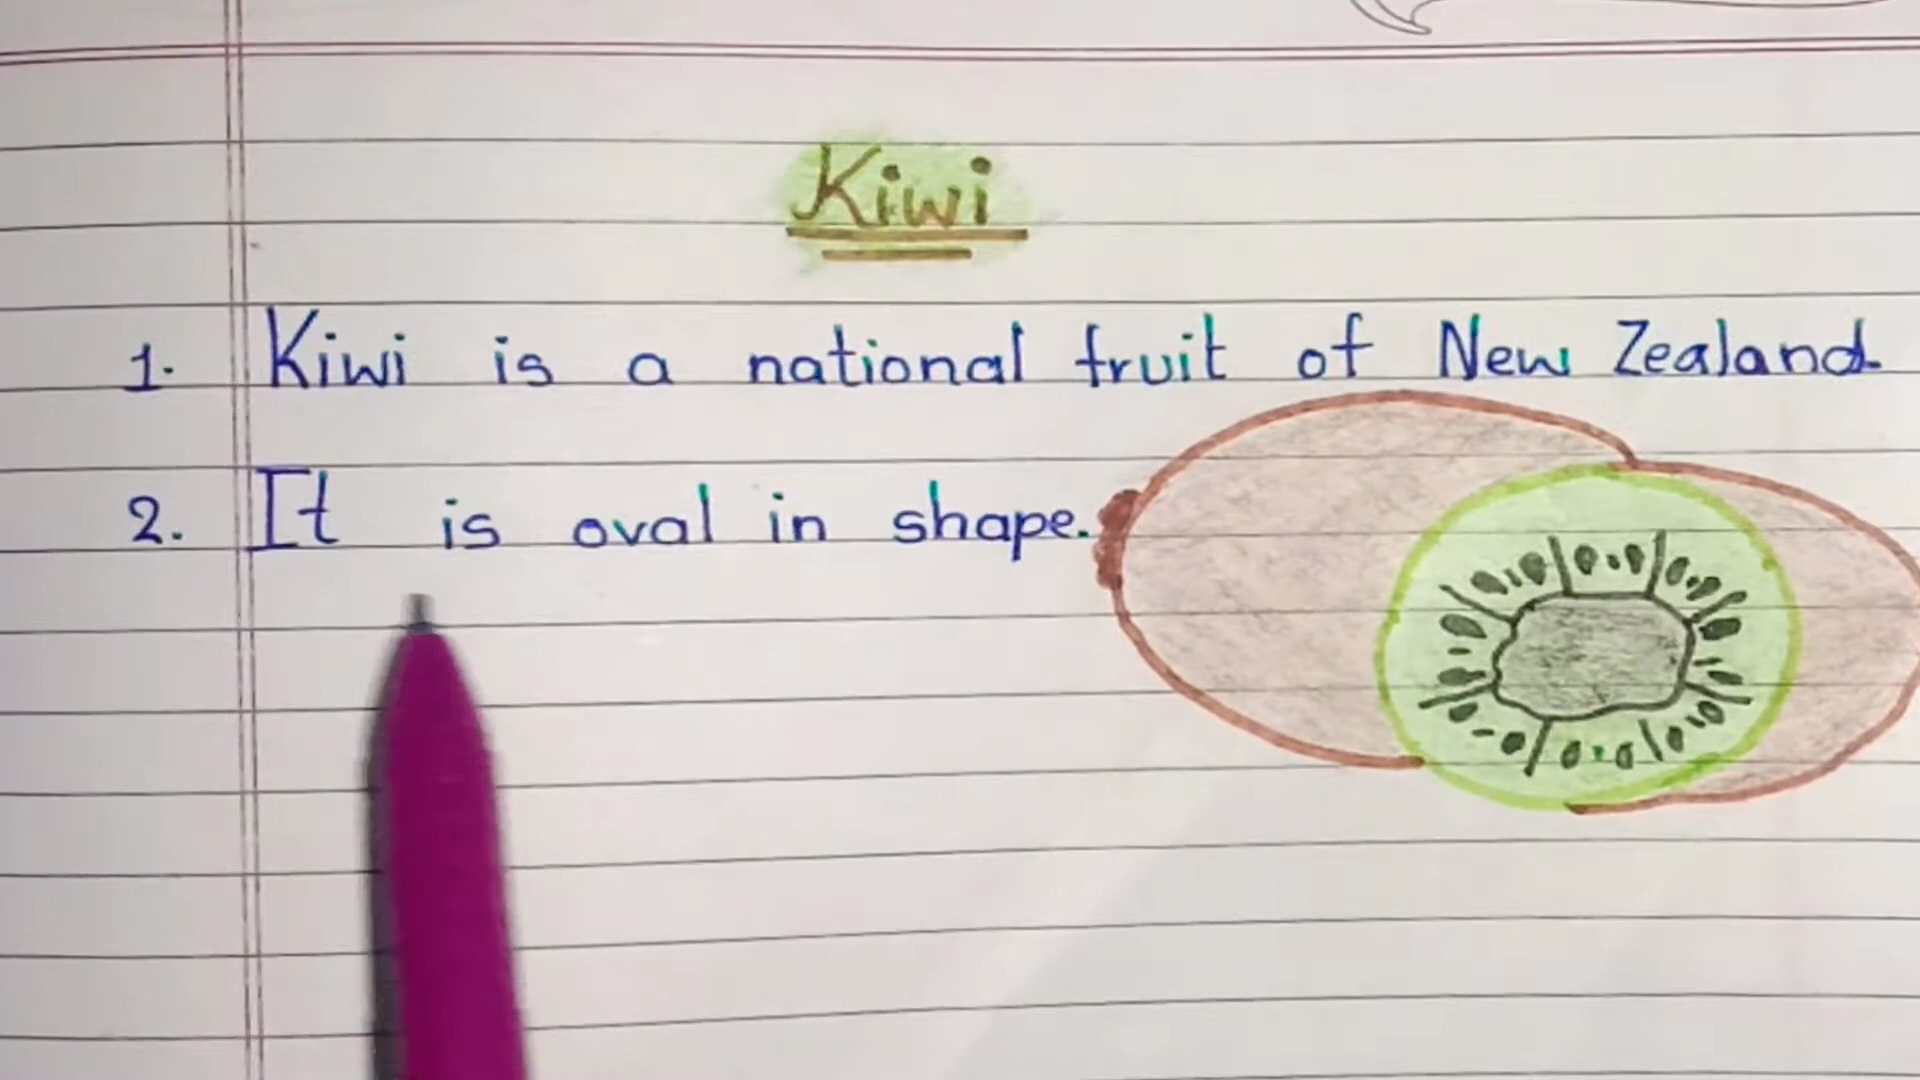 Kiwi
1. Kiwi is a national fruit of New Zealand.
2. It is oval in shape.